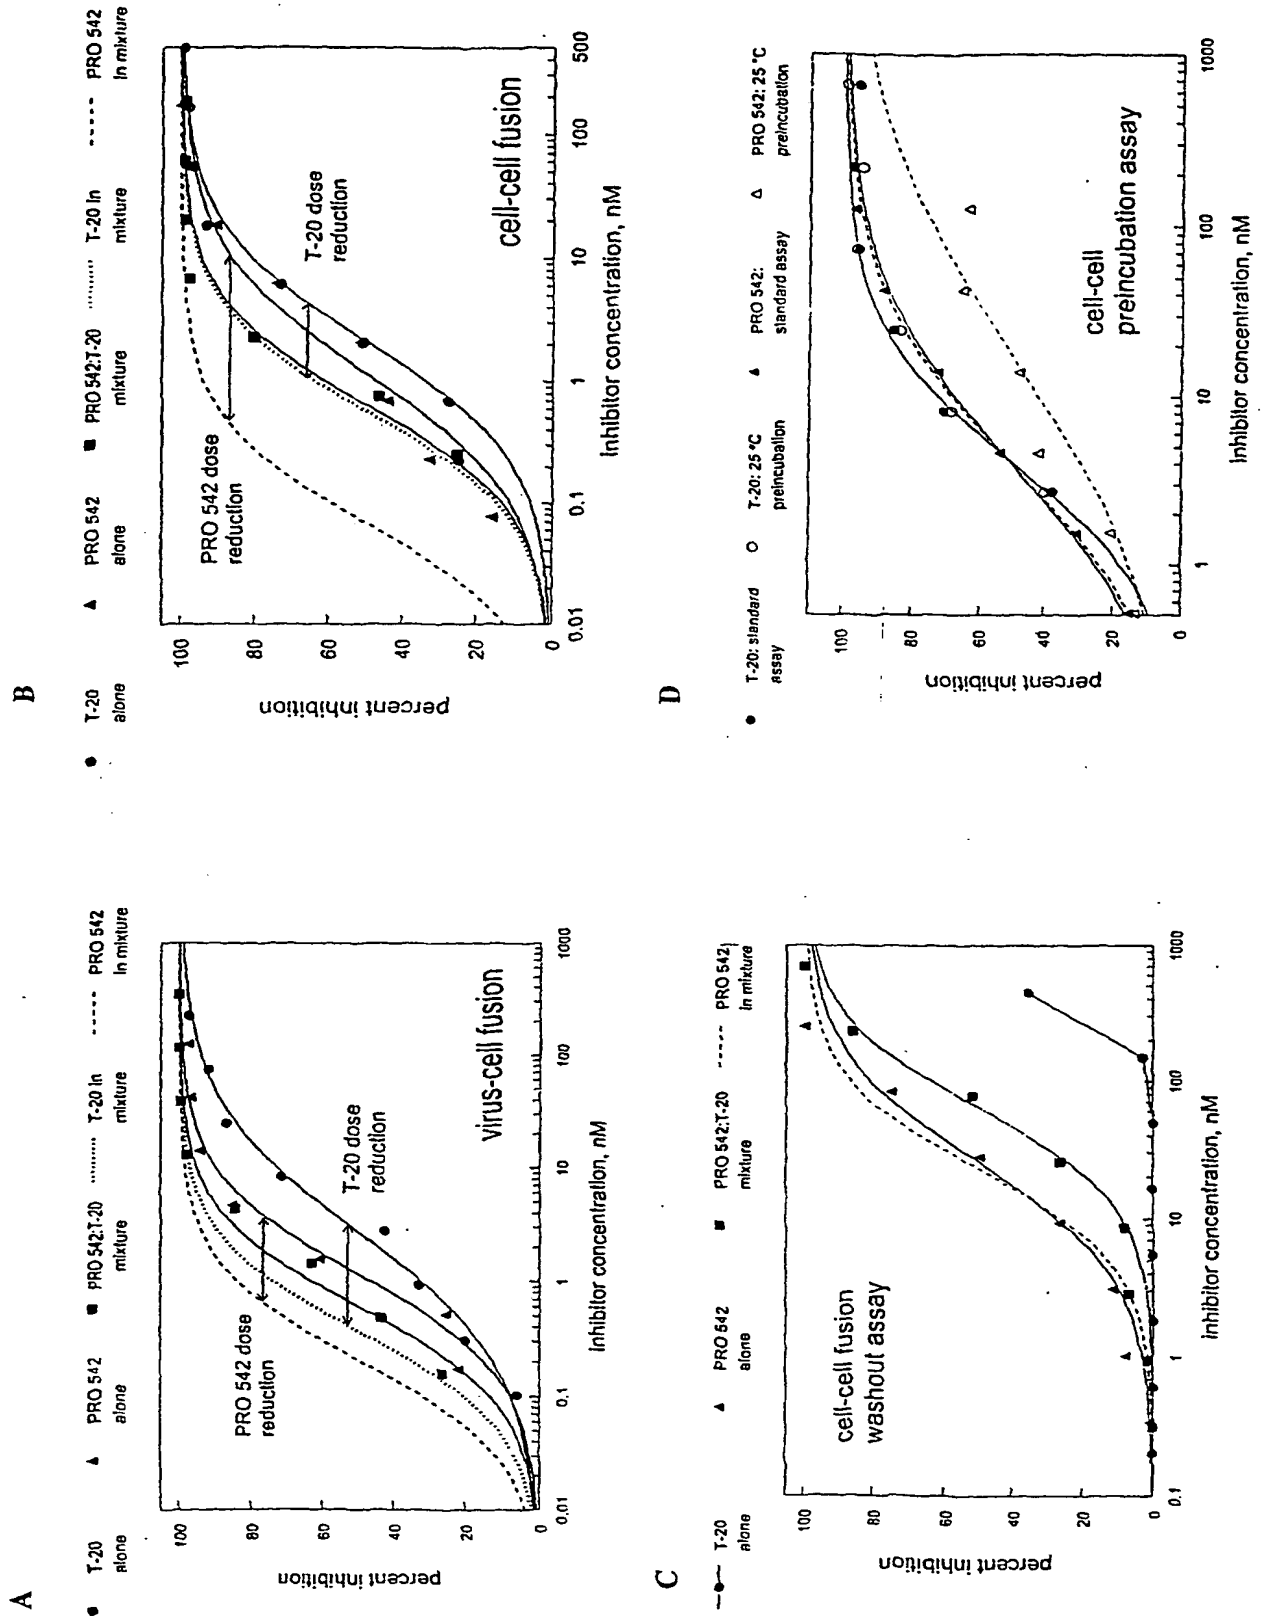 A
T-20 alone
PRO 542 alone
PRO 542:T-20 mixture
T-20 in mixture
PRO 542 in mixture
percent inhibition
100
80
60
40
20
0
PRO 542 dose
reduction
T-20 dose
reduction
virus-cell fusion
0.01
0.1
1
10
100
1000
Inhibitor concentration, nM
B
T-20 alone
PRO 542 alone
PRO 542:T-20 mixture
T-20 in mixture
PRO 542 in mixture
percent inhibition
100
80
60
40
20
0
PRO 542 dose
reduction
T-20 dose
reduction
cell-cell fusion
0.01
0.1
1
10
100
500
Inhibitor concentration, nM
C
T-20 alone
PRO 542 alone
PRO 542:T-20 mixture
PRO 542 in mixture
percent inhibition
100
80
60
40
20
0
cell-cell fusion
washout assay
0.1
1
10
100
1000
Inhibitor concentration, nM
D
T-20: standard assay
T-20: 25 °C preincubation
PRO 542: standard assay
PRO 542: 25 °C preincubation
percent inhibition
100
80
60
40
20
0
cell-cell
preincubation assay
1
10
100
1000
Inhibitor concentration, nM